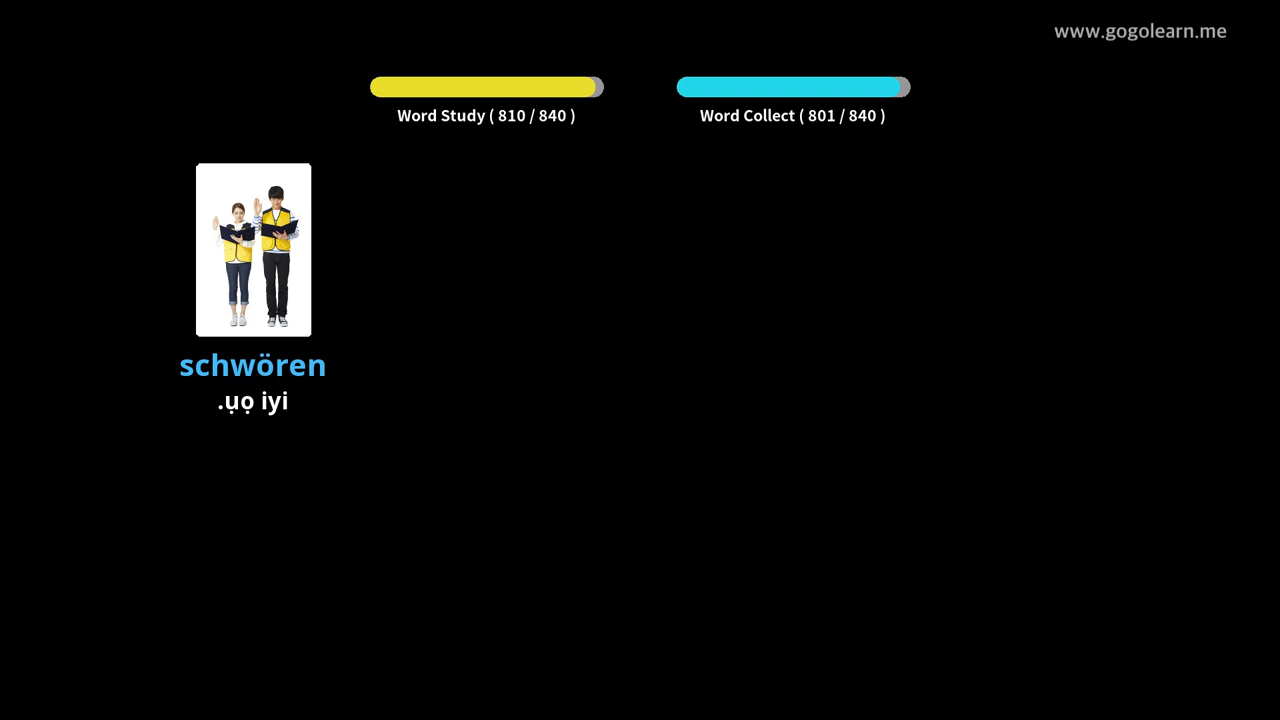 www.gogolearn.me
Word Study ( 810 / 840 )
Word Collect ( 801 / 840 )
schwören
.ụọ iyi